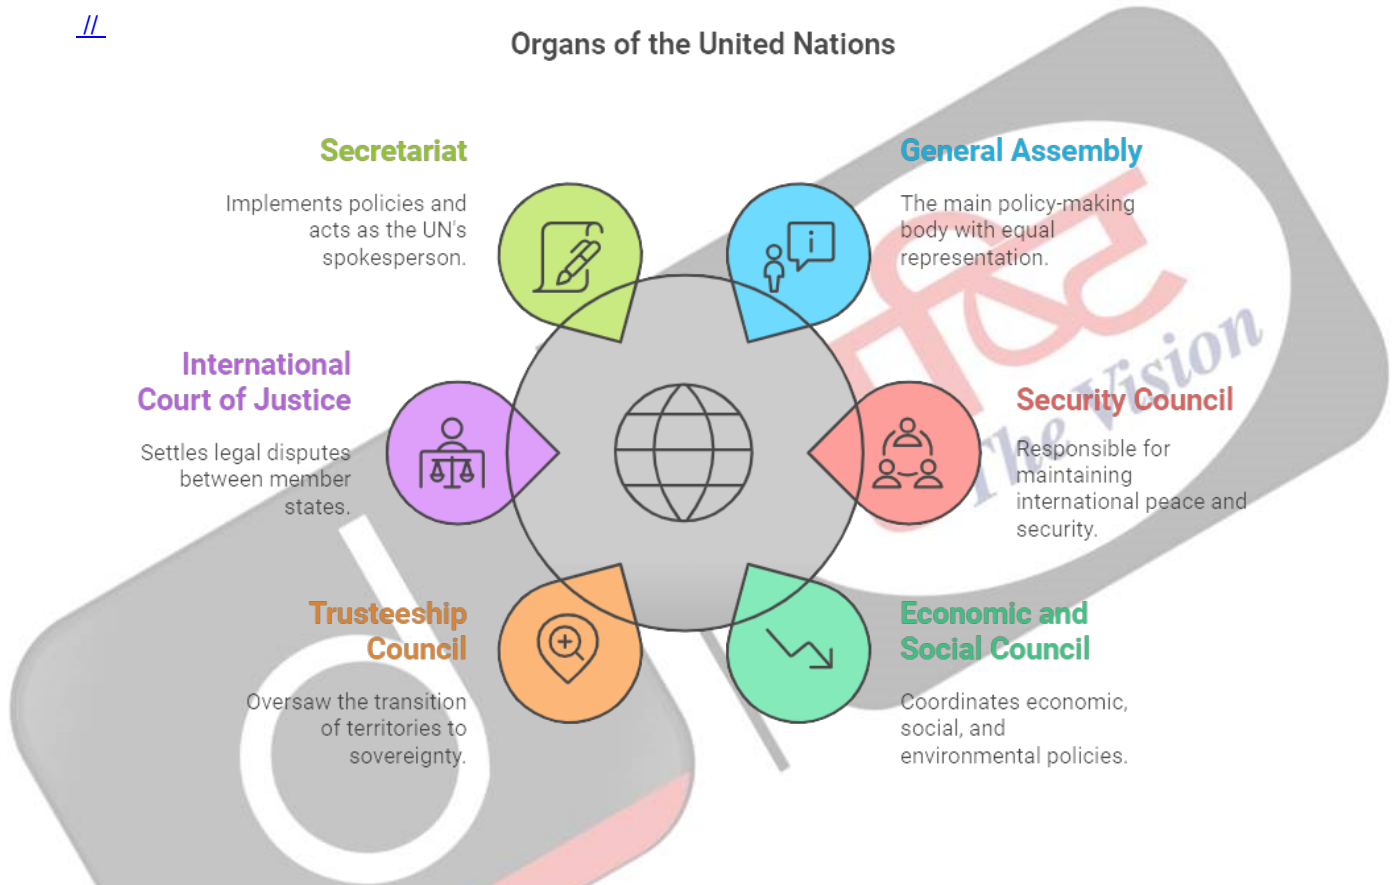 //
Organs of the United Nations
Secretariat
Implements policies and
acts as the UN's
spokesperson.
General Assembly
The main policy-making
body with equal
representation.
International
Court of Justice
Settles legal disputes
between member
states.
Security Council
Responsible for
maintaining
international peace and
security.
Trusteeship
Council
Oversaw the transition
of territories to
sovereignty.
Economic and
Social Council
Coordinates economic,
social, and
environmental policies.
The Vision